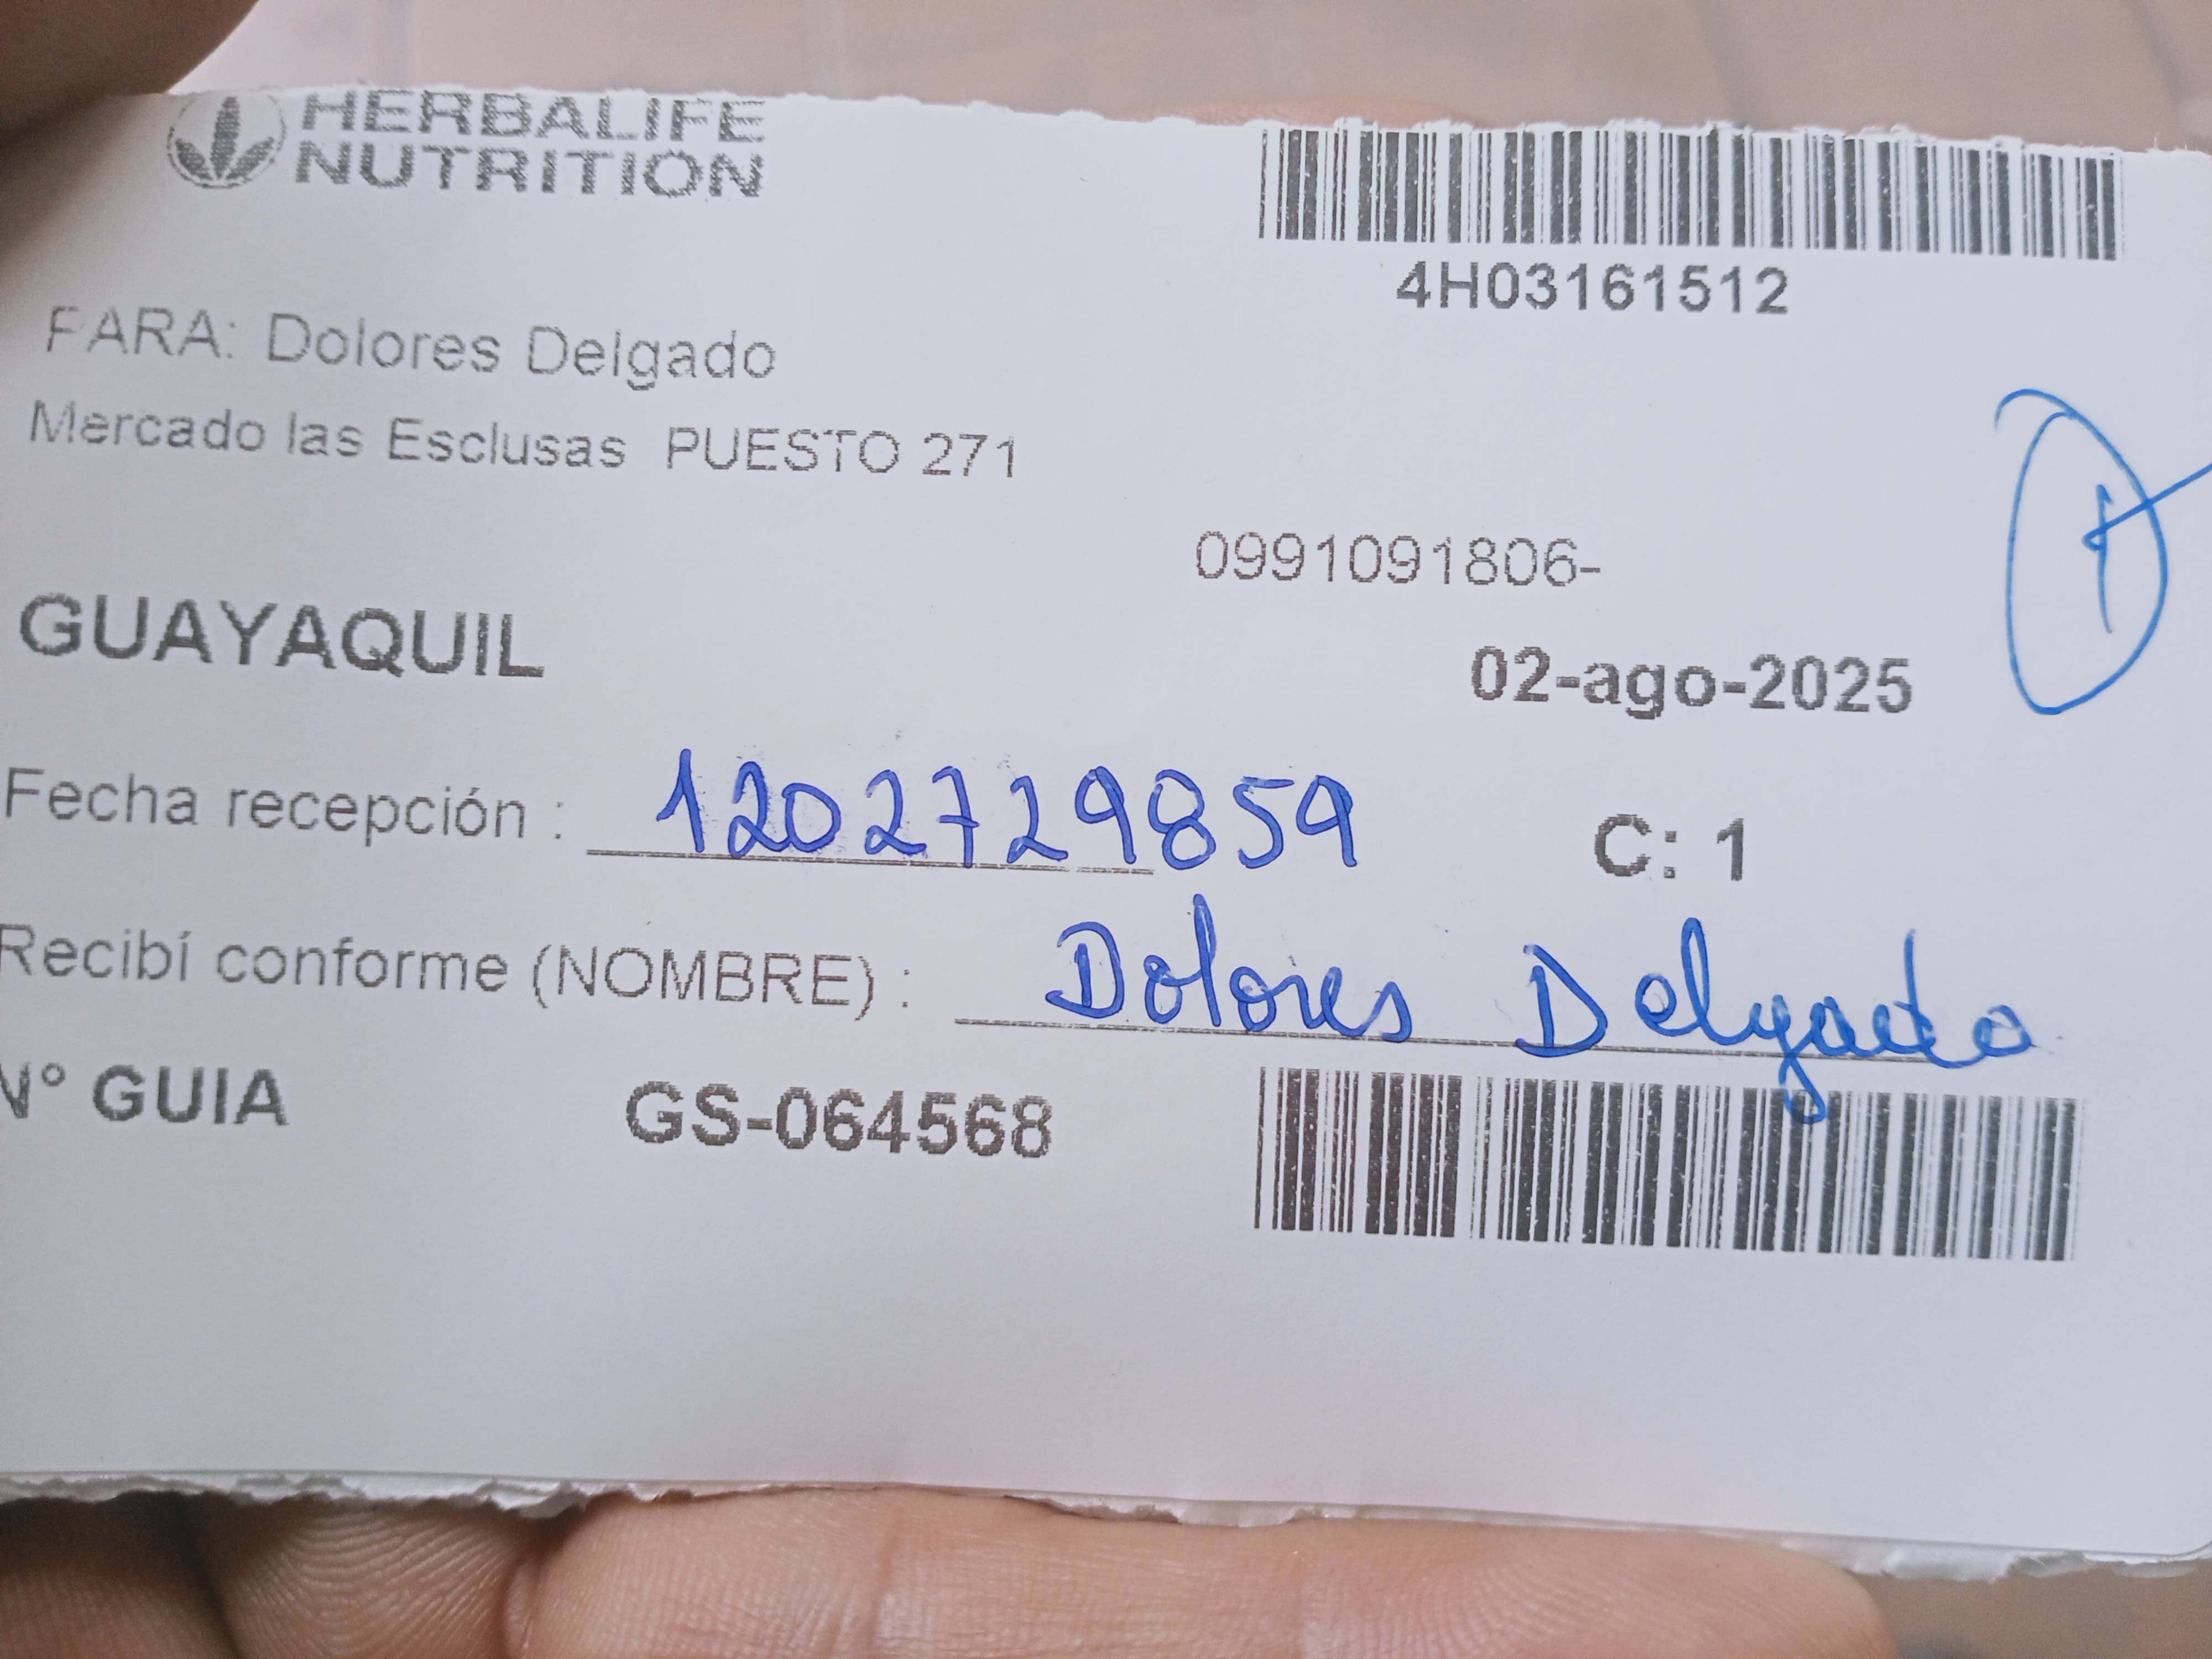 HERBALIFE
NUTRITION
4H03161512
PARA: Dolores Delgado
Mercado las Esclusas PUESTO 271
0991091806-
GUAYAQUIL
02-ago-2025
Fecha recepción : 1202729859
C: 1
Recibí conforme (NOMBRE) : Dolores Delgado
N° GUIA GS-064568